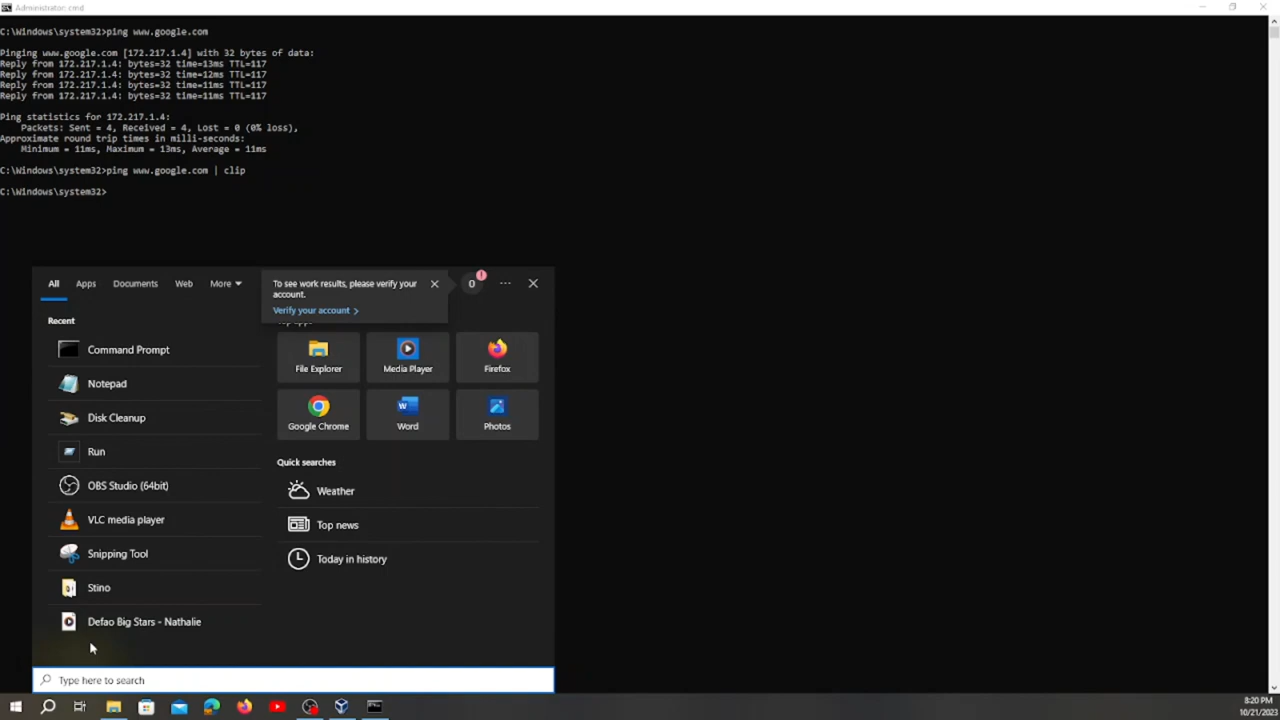 Administrator: cmd
C:\Windows\system32>ping www.google.com
Pinging www.google.com [172.217.1.4] with 32 bytes of data:
Reply from 172.217.1.4: bytes=32 time=13ms TTL=117
Reply from 172.217.1.4: bytes=32 time=12ms TTL=117
Reply from 172.217.1.4: bytes=32 time=11ms TTL=117
Reply from 172.217.1.4: bytes=32 time=11ms TTL=117
Ping statistics for 172.217.1.4:
Packets: Sent = 4, Received = 4, Lost = 0 (0% loss),
Approximate round trip times in milli-seconds:
Minimum = 11ms, Maximum = 13ms, Average = 11ms
C:\Windows\system32>ping www.google.com | clip
C:\Windows\system32>
All Apps Documents Web More
To see work results, please verify your
account.
Verify your account >
0
!
Recent
Command Prompt
Notepad
Disk Cleanup
Run
OBS Studio (64bit)
VLC media player
Snipping Tool
Stino
Defao Big Stars - Nathalie
File Explorer
Media Player
Firefox
Google Chrome
Word
Photos
Quick searches
Weather
Top news
Today in history
Type here to search
8:20 PM
10/21/2023